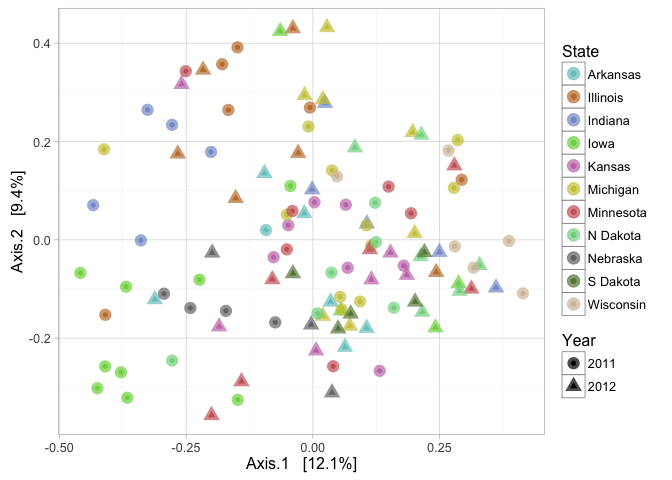 0.4
0.2
0.0
-0.2
-0.50
-0.25
0.00
0.25
Axis.2 [9.4%]
Axis.1 [12.1%]
State
Arkansas
Illinois
Indiana
Iowa
Kansas
Michigan
Minnesota
N Dakota
Nebraska
S Dakota
Wisconsin
Year
2011
2012